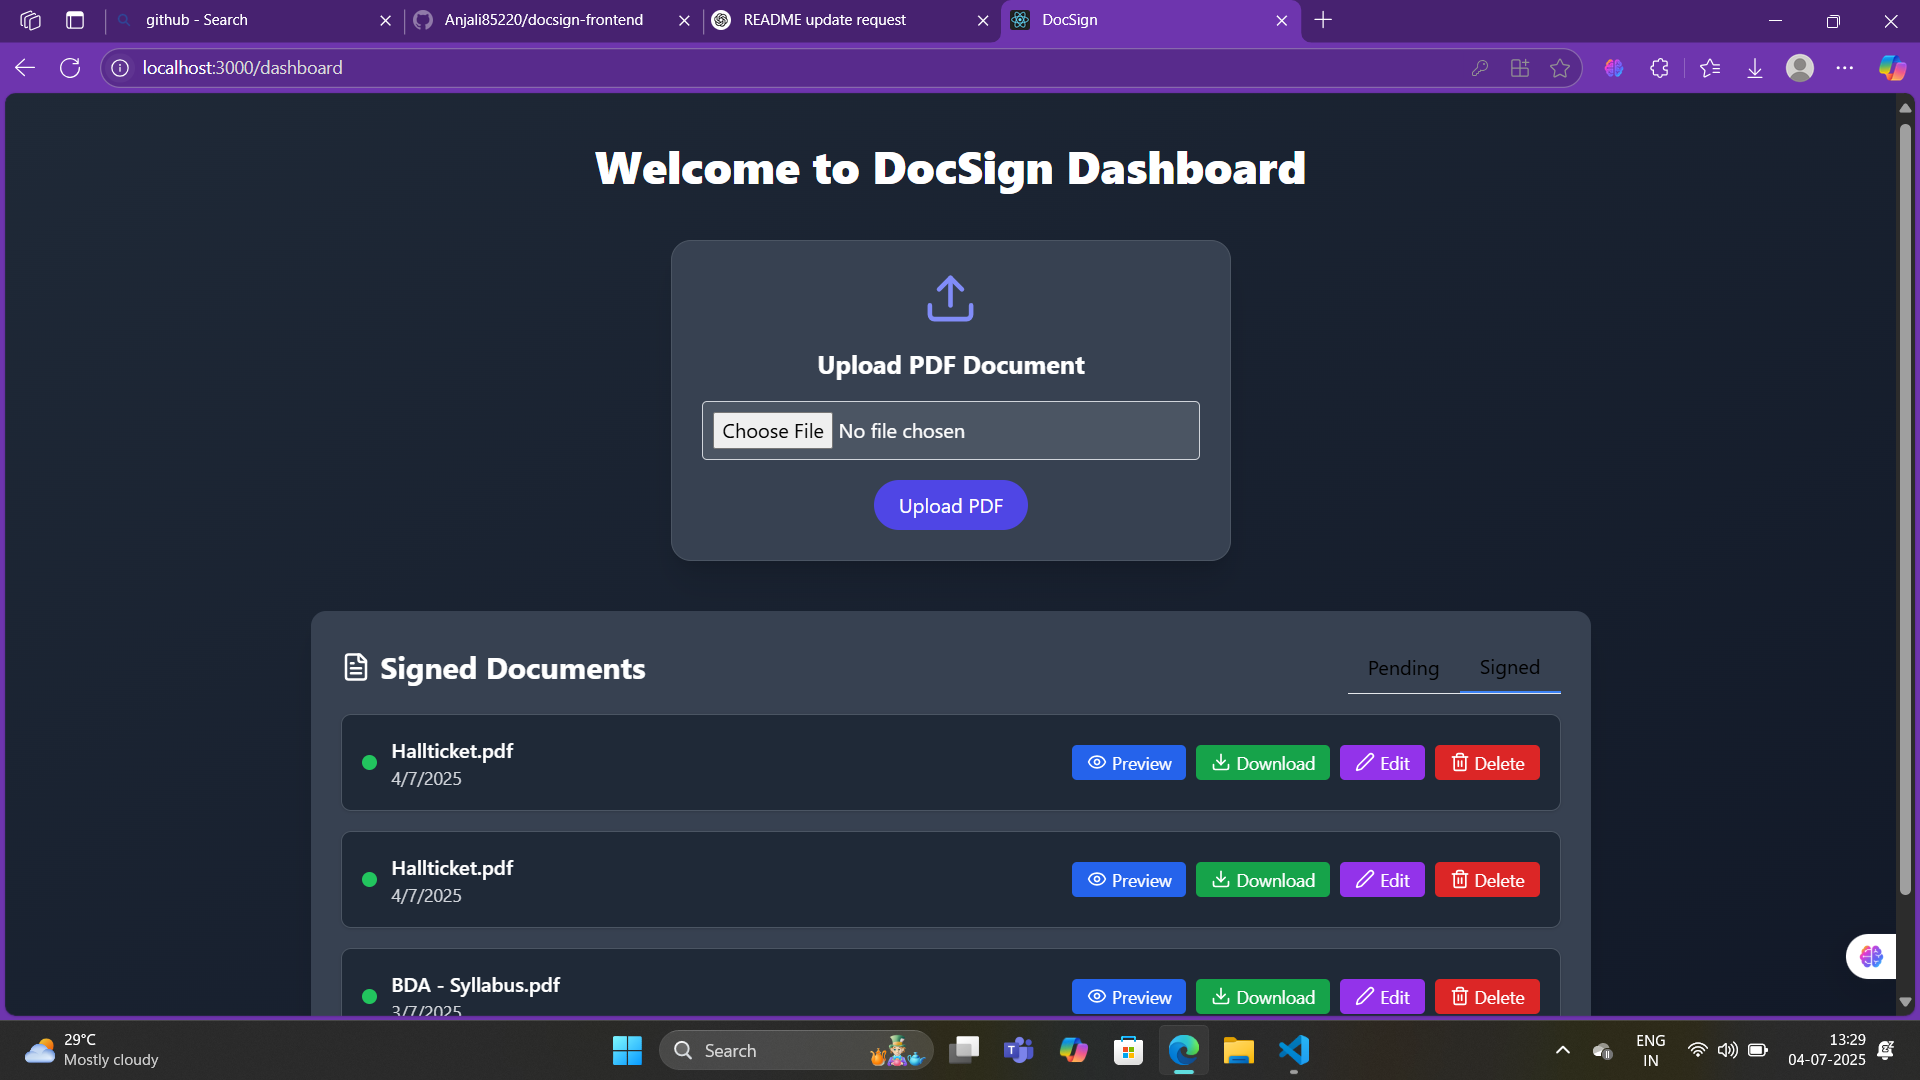 github - Search
Anjali85220/docsign-frontend
README update request
DocSign
localhost:3000/dashboard
Welcome to DocSign Dashboard
Upload PDF Document
Choose File No file chosen
Upload PDF
Signed Documents
Pending Signed
Hallticket.pdf
4/7/2025
Preview Download Edit Delete
Hallticket.pdf
4/7/2025
Preview Download Edit Delete
BDA - Syllabus.pdf
3/7/2025
Preview Download Edit Delete
29°C
Mostly cloudy
Search
ENG
IN
13:29
04-07-2025